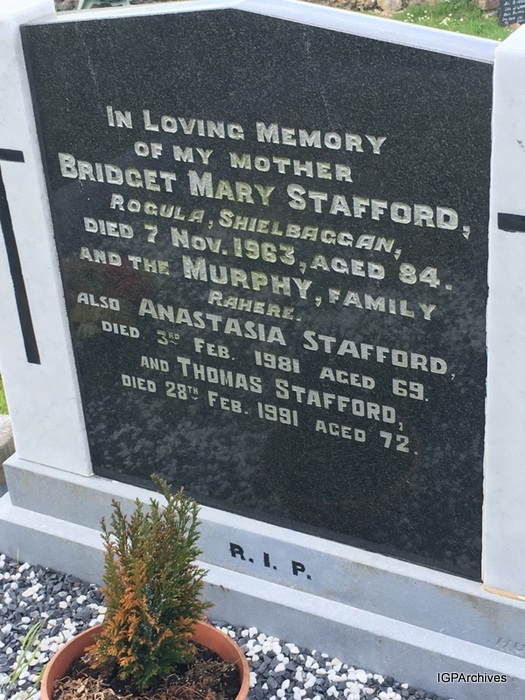 IN LOVING MEMORY
OF MY MOTHER
BRIDGET MARY STAFFORD,
ROGULA, SHIELBAGGAN,
DIED 7 NOV. 1963, AGED 84.
AND THE MURPHY, FAMILY
RAHERE.
ALSO ANASTASIA STAFFORD,
DIED 3RD FEB. 1981 AGED 69.
AND THOMAS STAFFORD,
DIED 28TH FEB. 1991 AGED 72.
R. I. P.
IGPArchives